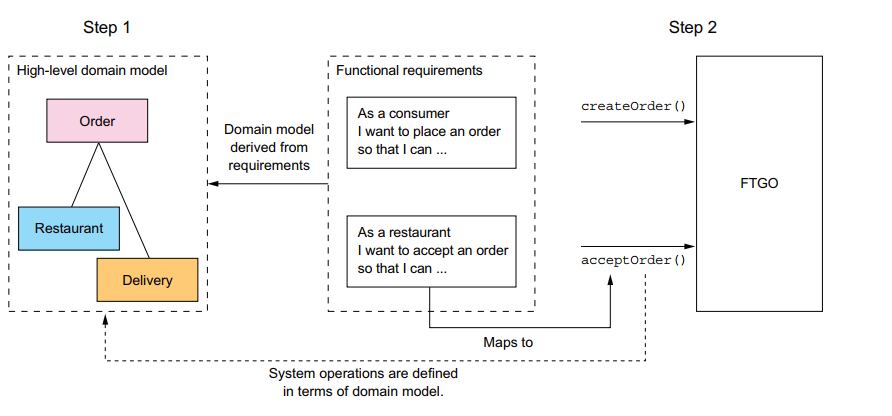 Step 1
Step 2
High-level domain model
Order
Restaurant
Delivery
Domain model
derived from
requirements
Functional requirements
As a consumer
I want to place an order
so that I can ...
As a restaurant
I want to accept an order
so that I can ...
createOrder()
acceptOrder()
FTGO
Maps to
System operations are defined
in terms of domain model.